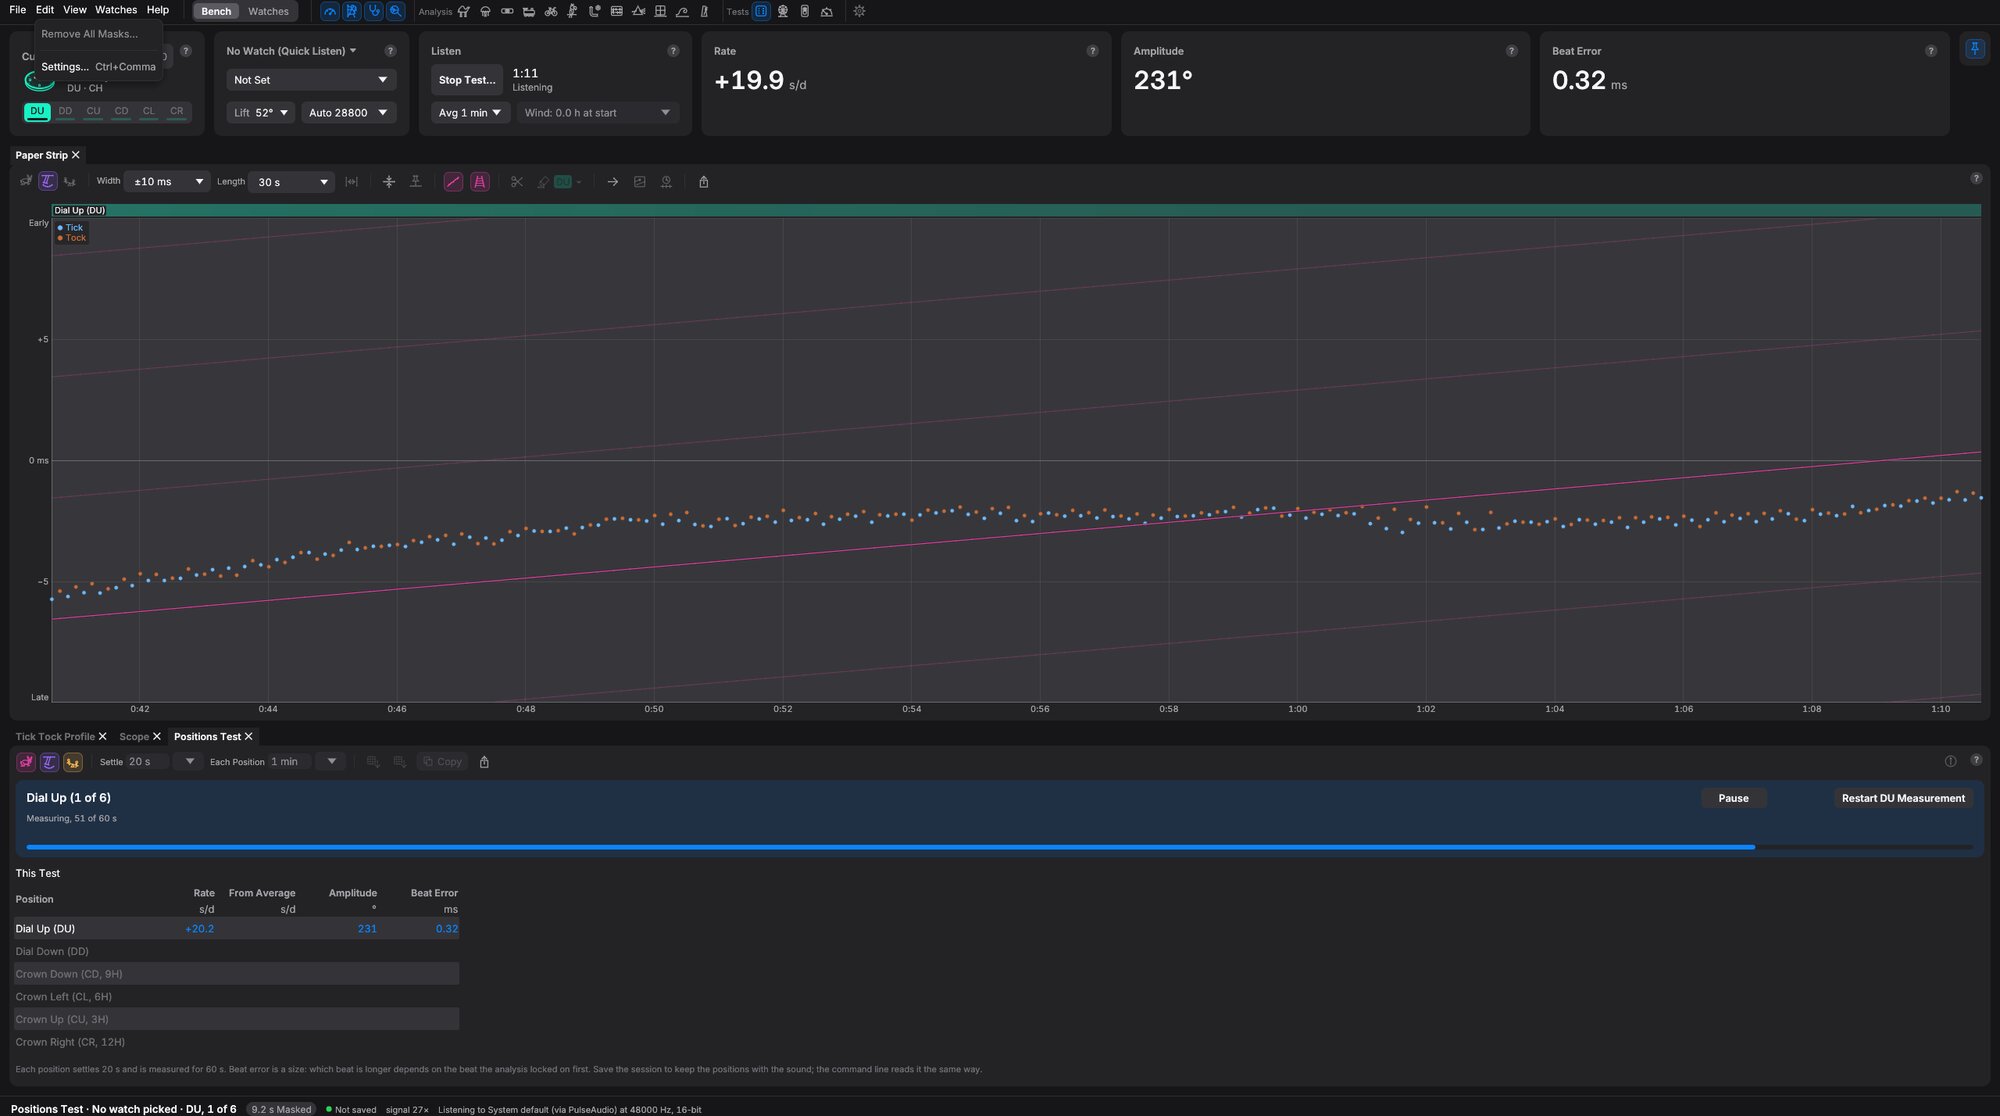 File Edit View Watches Help Bench Watches Analysis Tests
Remove All Masks...
Settings... Ctrl+Comma
Cu
DU · CH
DU DD CU CD CL CR
No Watch (Quick Listen) ?
Not Set
Lift 52° Auto 28800
Listen ?
Stop Test... 1:11
Listening
Avg 1 min Wind: 0.0 h at start
Rate ?
+19.9 s/d
Amplitude ?
231°
Beat Error ?
0.32 ms
Paper Strip
Width ±10 ms Length 30 s DU ?
Dial Up (DU)
Early
Tick
Tock
+5
0 ms
−5
Late
0:42 0:44 0:46 0:48 0:50 0:52 0:54 0:56 0:58 1:00 1:02 1:04 1:06 1:08 1:10
Tick Tock Profile Scope Positions Test
Settle 20 s Each Position 1 min Copy ?
Dial Up (1 of 6) Pause Restart DU Measurement
Measuring, 51 of 60 s
This Test
Position Rate From Average Amplitude Beat Error
s/d s/d ° ms
Dial Up (DU) +20.2 231 0.32
Dial Down (DD)
Crown Down (CD, 9H)
Crown Left (CL, 6H)
Crown Up (CU, 3H)
Crown Right (CR, 12H)
Each position settles 20 s and is measured for 60 s. Beat error is a size: which beat is longer depends on the beat the analysis locked on first. Save the session to keep the positions with the sound; the command line reads it the same way.
Positions Test · No watch picked · DU, 1 of 6 9.2 s Masked Not saved signal 27× Listening to System default (via PulseAudio) at 48000 Hz, 16-bit